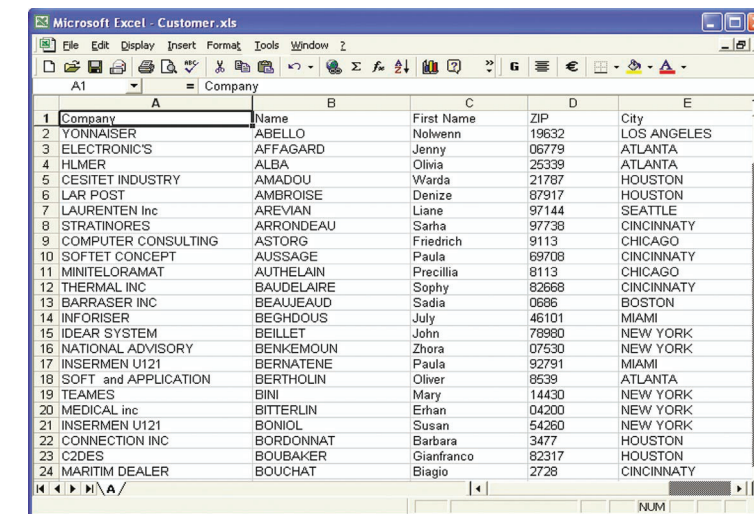 Microsoft Excel - Customer.xls
File Edit Display Insert Format Tools Window ?
G €
A1 = Company
A B C D E
1 Company Name First Name ZIP City
2 YONNAISER ABELLO Nolwenn 19632 LOS ANGELES
3 ELECTRONIC'S AFFAGARD Jenny 06779 ATLANTA
4 HLMER ALBA Olivia 25339 ATLANTA
5 CESITET INDUSTRY AMADOU Warda 21787 HOUSTON
6 LAR POST AMBROISE Denize 87917 HOUSTON
7 LAURENTEN Inc AREVIAN Liane 97144 SEATTLE
8 STRATINORES ARRONDEAU Sarha 97738 CINCINNATY
9 COMPUTER CONSULTING ASTORG Friedrich 9113 CHICAGO
10 SOFTET CONCEPT AUSSAGE Paula 69708 CINCINNATY
11 MINITELORAMAT AUTHELAIN Precillia 8113 CHICAGO
12 THERMAL INC BAUDELAIRE Sophy 82668 CINCINNATY
13 BARRASER INC BEAUJEAUD Sadia 0686 BOSTON
14 INFORISER BEGHDOUS July 46101 MIAMI
15 IDEAR SYSTEM BEILLET John 78980 NEW YORK
16 NATIONAL ADVISORY BENKEMOUN Zhora 07530 NEW YORK
17 INSERMEN U121 BERNATENE Paula 92791 MIAMI
18 SOFT and APPLICATION BERTHOLIN Oliver 8539 ATLANTA
19 TEAMES BINI Mary 14430 NEW YORK
20 MEDICAL inc BITTERLIN Erhan 04200 NEW YORK
21 INSERMEN U121 BONIOL Susan 54260 NEW YORK
22 CONNECTION INC BORDONNAT Barbara 3477 HOUSTON
23 C2DES BOUBAKER Gianfranco 82317 HOUSTON
24 MARITIM DEALER BOUCHAT Biagio 2728 CINCINNATY
A
NUM